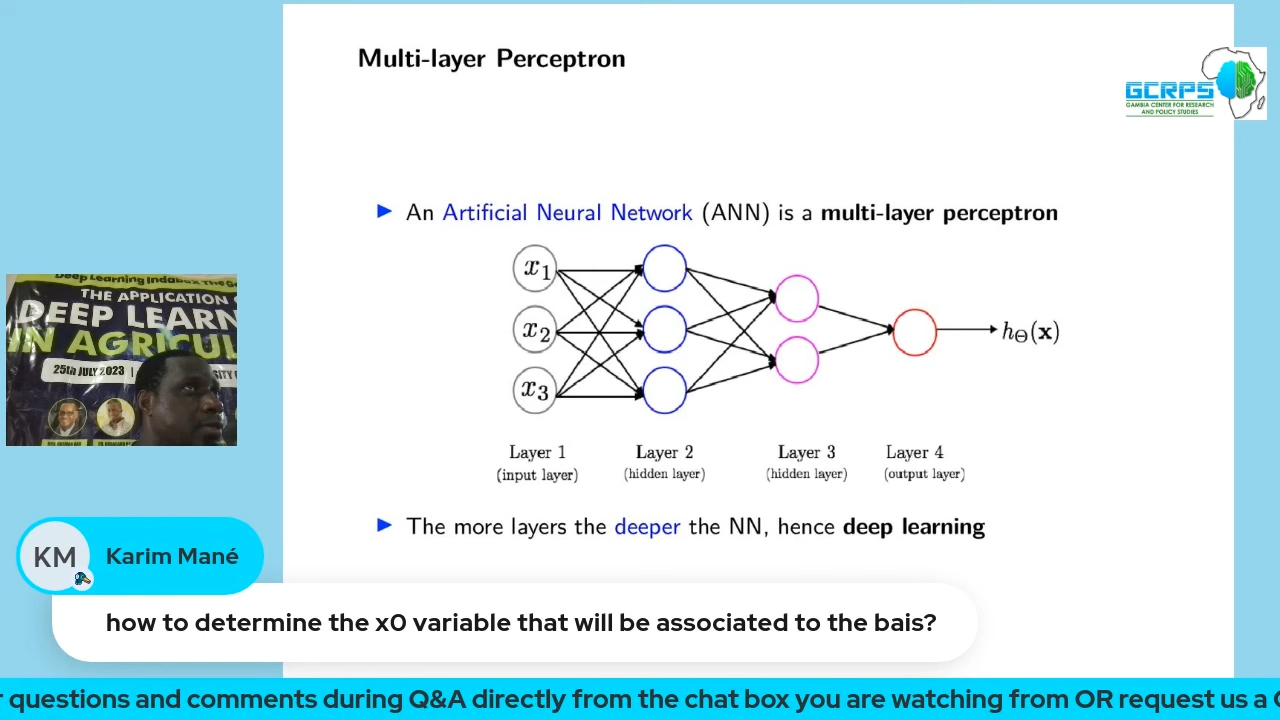 Multi-layer Perceptron
GCRPS
GAMBIA CENTER FOR RESEARCH
AND POLICY STUDIES
▶ An Artificial Neural Network (ANN) is a multi-layer perceptron
x1
x2
x3
hΘ(x)
Layer 1
(input layer)
Layer 2
(hidden layer)
Layer 3
(hidden layer)
Layer 4
(output layer)
▶ The more layers the deeper the NN, hence deep learning
Deep Learning
THE APPLICATION
DEEP LEARN
IN AGRICUL
25th JULY 2023 |
KM
Karim Mané
how to determine the x0 variable that will be associated to the bais?
r questions and comments during Q&A directly from the chat box you are watching from OR request us a